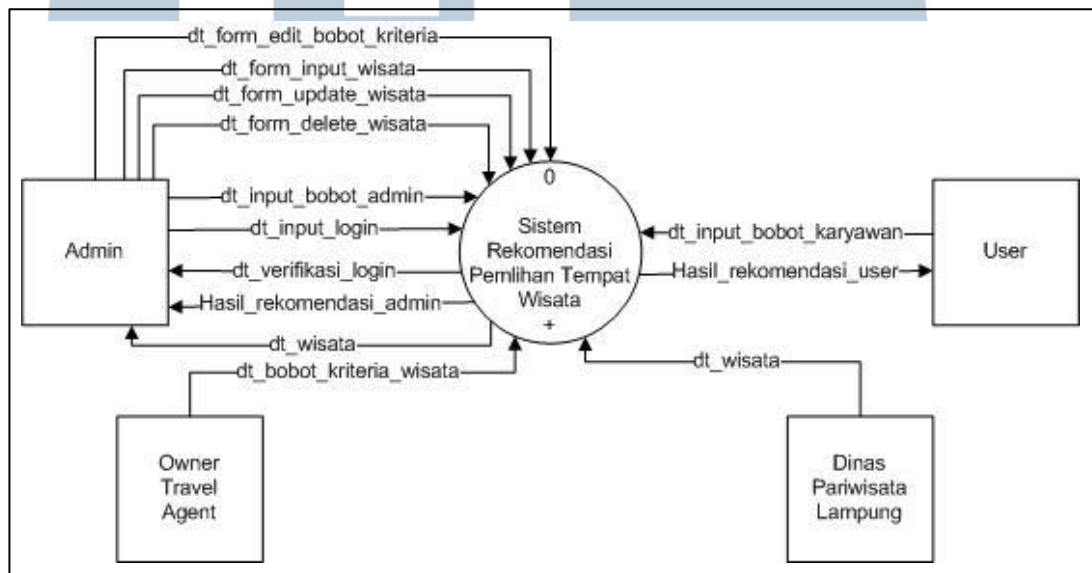 dt_form_edit_bobot_kriteria
dt_form_input_wisata
dt_form_update_wisata
dt_form_delete_wisata
Admin
dt_input_bobot_admin
dt_input_login
dt_verifikasi_login
Hasil_rekomendasi_admin
dt_wisata
dt_bobot_kriteria_wisata
0
Sistem
Rekomendasi
Pemlihan Tempat
Wisata
+
dt_input_bobot_karyawan
Hasil_rekomendasi_user
User
dt_wisata
Owner
Travel
Agent
Dinas
Pariwisata
Lampung